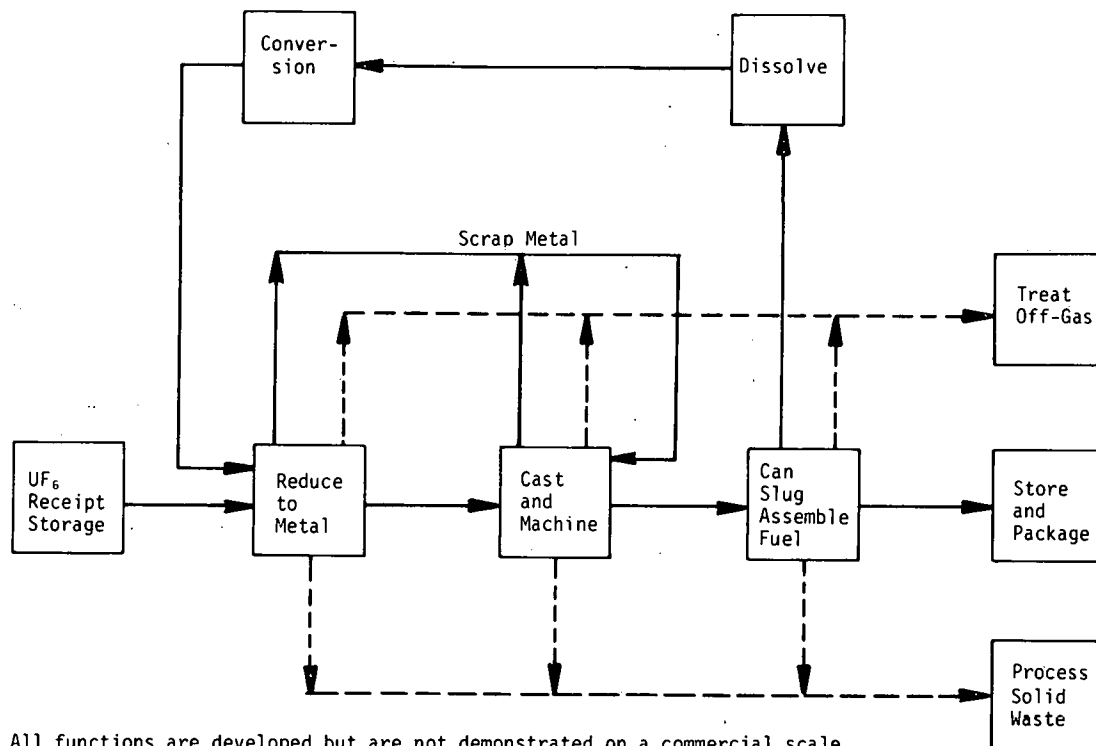 Conver-
sion
Dissolve
Scrap Metal
Treat
Off-Gas
UF₆
Receipt
Storage
Reduce
to
Metal
Cast
and
Machine
Can
Slug
Assemble
Fuel
Store
and
Package
Process
Solid
Waste
All functions are developed but are not demonstrated on a commercial scale